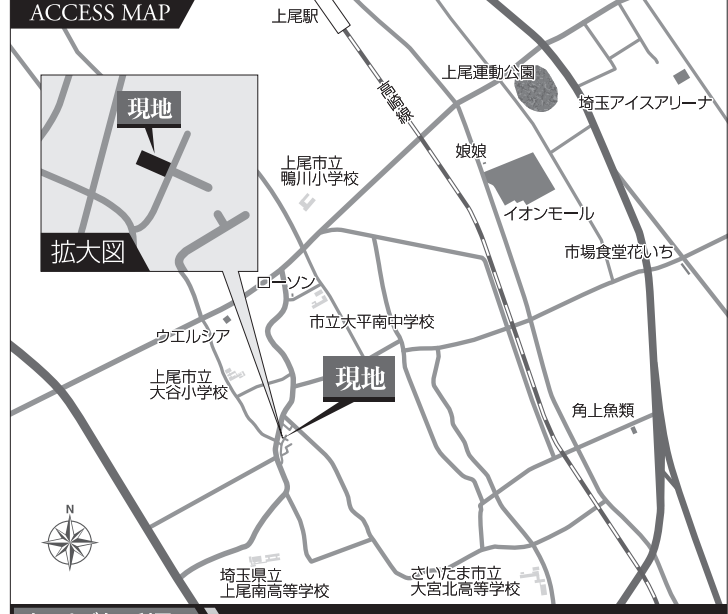 ACCESS MAP
上尾駅
高崎線
上尾運動公園
埼玉アイスアリーナ
現地
娘娘
上尾市立
鴨川小学校
イオンモール
市場食堂花いち
拡大図
ローソン
市立大平南中学校
ウエルシア
上尾市立
大谷小学校
現地
角上魚類
N
埼玉県立
上尾南高等学校
さいたま市立
大宮北高等学校